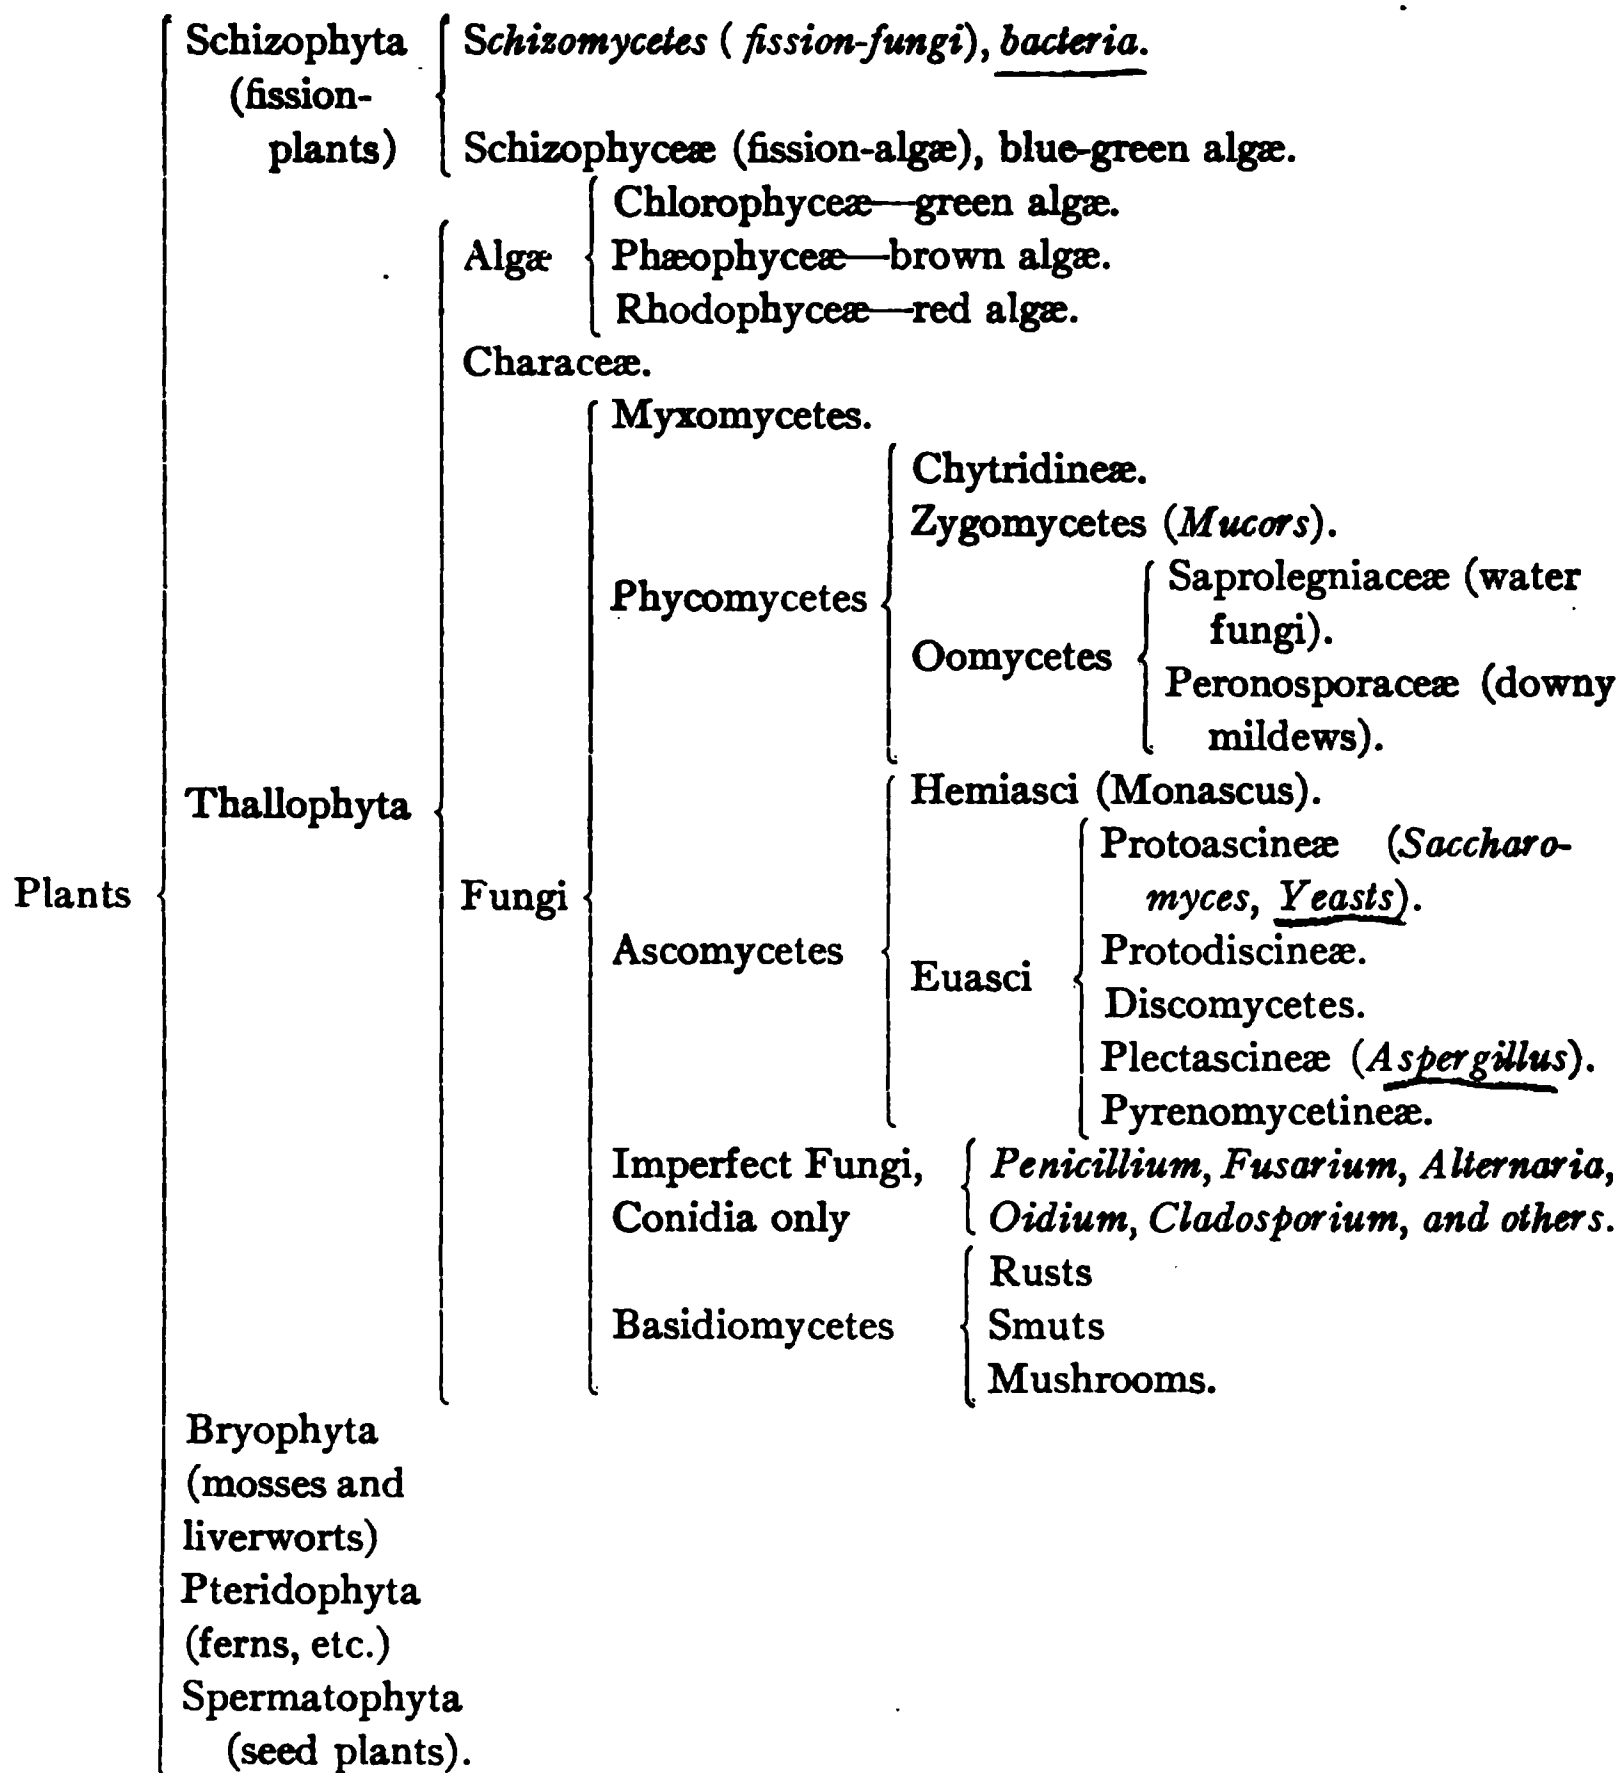 Schizophyta
(fission-
plants)
Schizomycetes (fission-fungi), bacteria.
Schizophyceæ (fission-algæ), blue-green algæ.
Plants
Thallophyta
Algæ
Chlorophyceæ—green algæ.
Phæophyceæ—brown algæ.
Rhodophyceæ—red algæ.
Characeæ.
Fungi
Myxomycetes.
Phycomycetes
Chytridineæ.
Zygomycetes (Mucors).
Oomycetes
Saprolegniaceæ (water
fungi).
Peronosporaceæ (downy
mildews).
Ascomycetes
Hemiasci (Monascus).
Euasci
Protoascineæ (Saccharo-
myces, Yeasts).
Protodiscineæ.
Discomycetes.
Plectascineæ (Aspergillus).
Pyrenomycetineæ.
Imperfect Fungi,
Conidia only
Penicillium, Fusarium, Alternaria,
Oidium, Cladosporium, and others.
Basidiomycetes
Rusts
Smuts
Mushrooms.
Bryophyta
(mosses and
liverworts)
Pteridophyta
(ferns, etc.)
Spermatophyta
(seed plants).